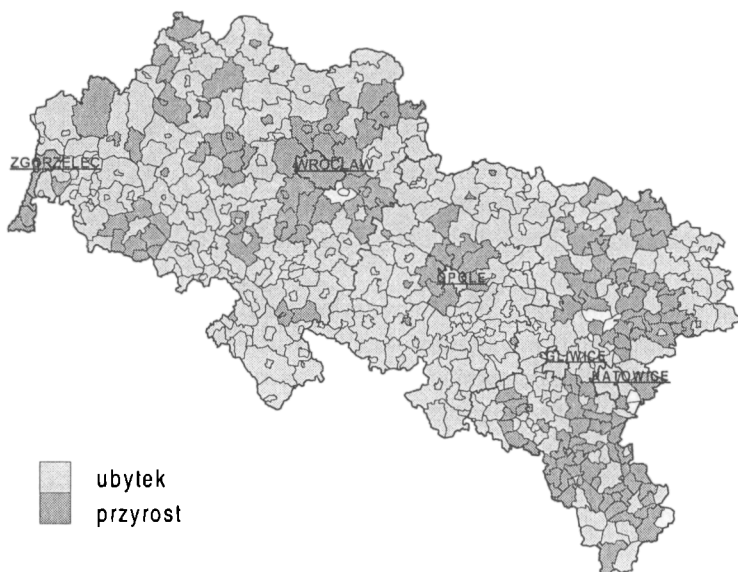 ZGORZELEC
WROCŁAW
OPOLE
GLIWICE
KATOWICE
ubytek
przyrost